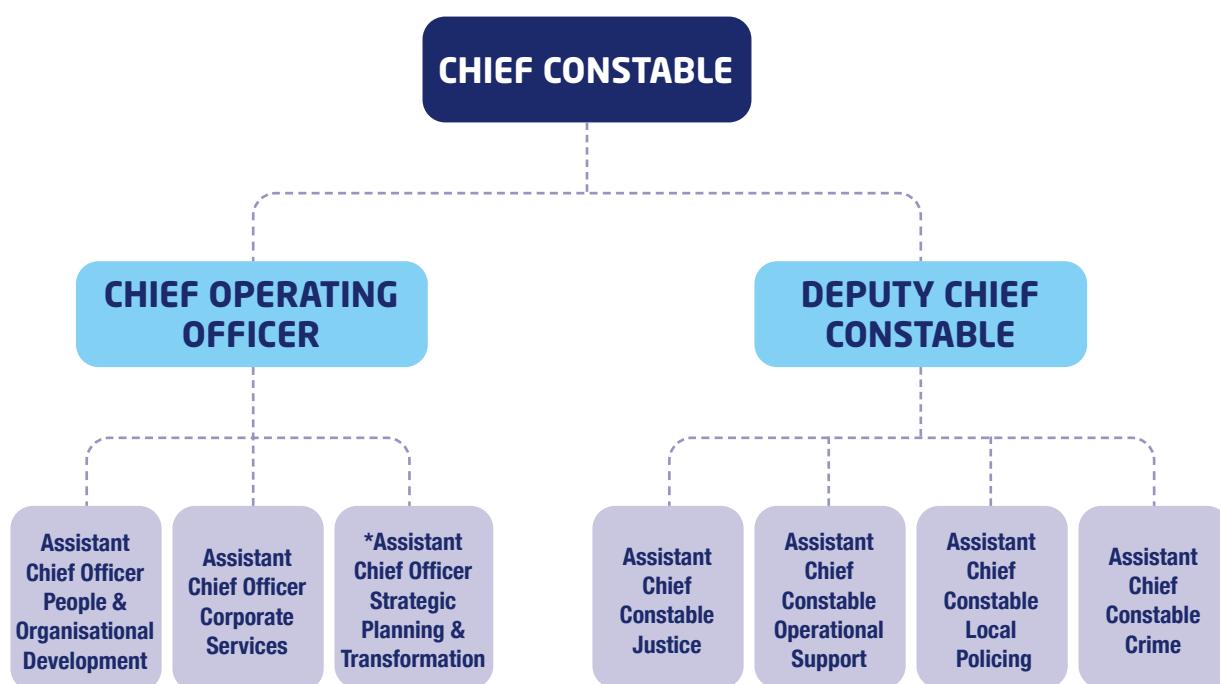 CHIEF CONSTABLE
CHIEF OPERATING
OFFICER
DEPUTY CHIEF
CONSTABLE
Assistant
Chief Officer
People &
Organisational
Development
Assistant
Chief Officer
Corporate
Services
*Assistant
Chief Officer
Strategic
Planning &
Transformation
Assistant
Chief
Constable
Justice
Assistant
Chief
Constable
Operational
Support
Assistant
Chief
Constable
Local
Policing
Assistant
Chief
Constable
Crime